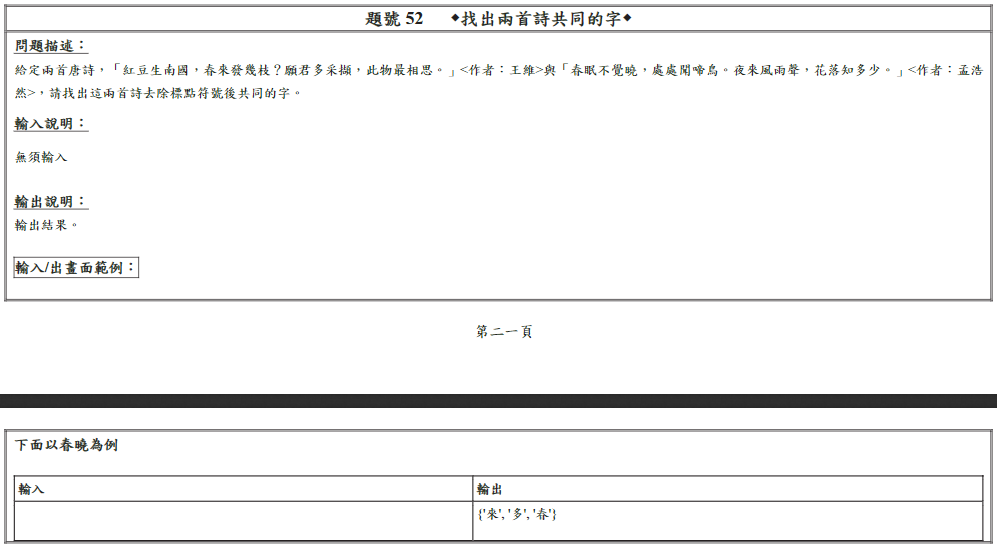 題號 52 ◆找出兩首詩共同的字◆
問題描述：
給定兩首唐詩，「紅豆生南國，春來發幾枝？願君多采擷，此物最相思。」<作者：王維>與「春眠不覺曉，處處聞啼鳥。夜來風雨聲，花落知多少。」<作者：孟浩
然>，請找出這兩首詩去除標點符號後共同的字。
輸入說明：
無須輸入
輸出說明：
輸出結果。
輸入/出畫面範例：
第二一頁
下面以春曉為例
輸入 輸出
{'來', '多', '春'}